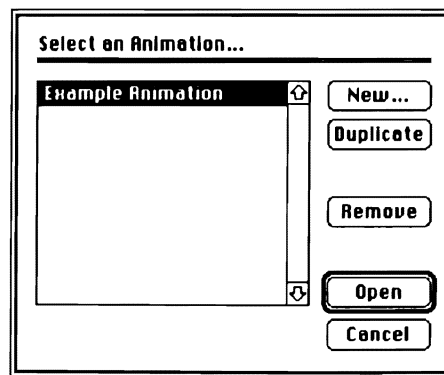 Select an Animation...
Example Animation
New...
Duplicate
Remove
Open
Cancel